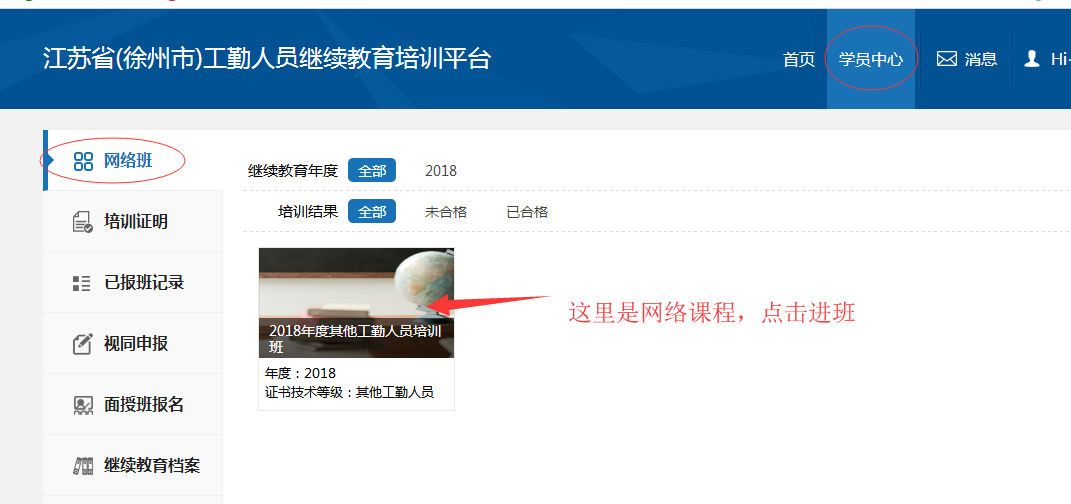 江苏省(徐州市)工勤人员继续教育培训平台
首页
学员中心
消息
Hi-
网络班
培训证明
已报班记录
视同申报
面授班报名
继续教育档案
继续教育年度 全部 2018
培训结果 全部 未合格 已合格
2018年度其他工勤人员培训
班
年度：2018
证书技术等级：其他工勤人员
这里是网络课程，点击进班